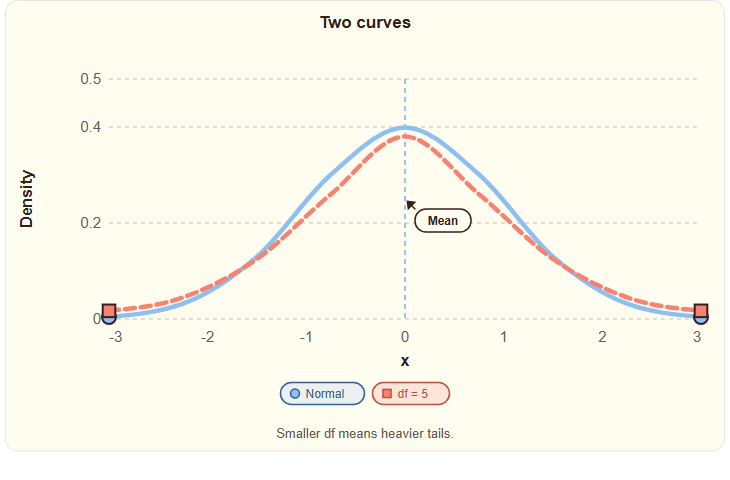 Two curves
0.5
0.4
0.2
0
Density
Mean
-3 -2 -1 0 1 2 3
x
Normal df = 5
Smaller df means heavier tails.